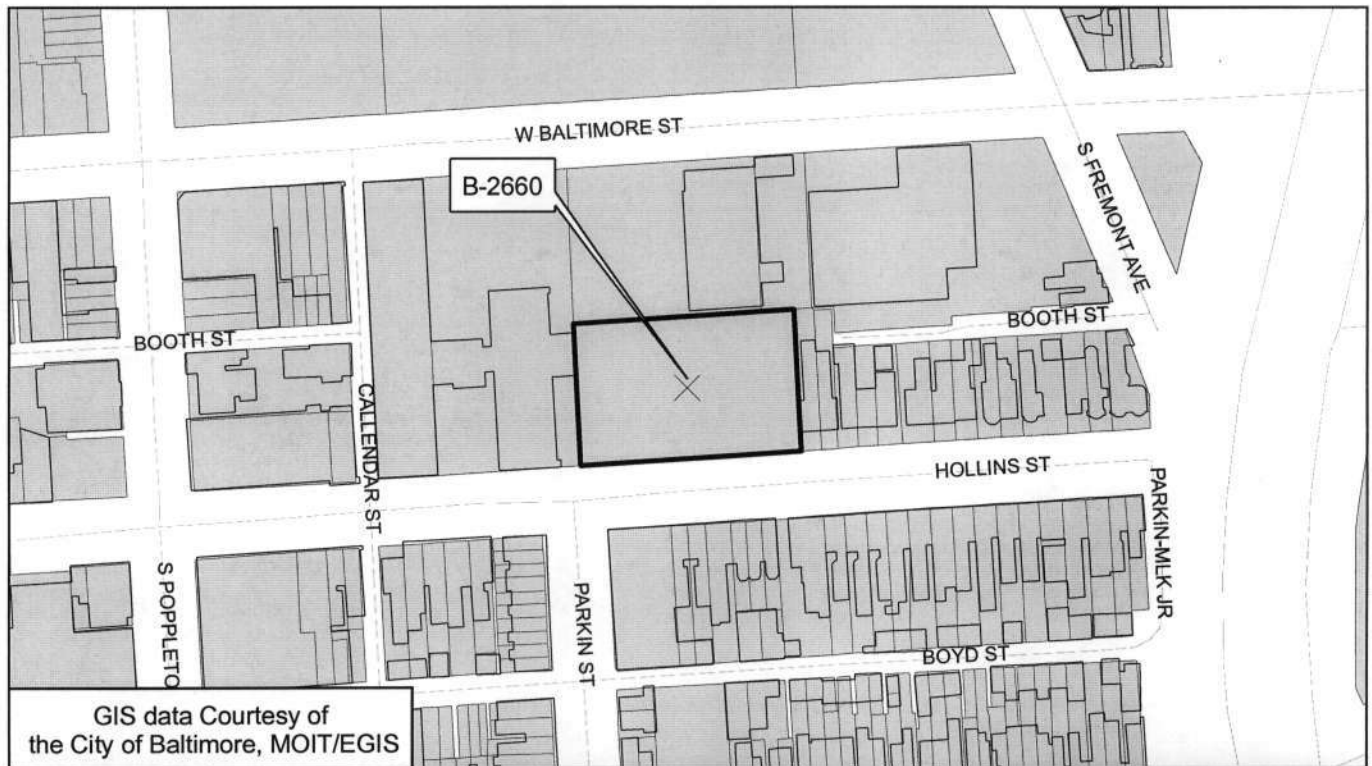 W BALTIMORE ST
B-2660
S FREMONT AVE
BOOTH ST
BOOTH ST
CALLENDAR ST
HOLLINS ST
PARKIN-MLK JR
S POPPLETO
PARKIN ST
BOYD ST
GIS data Courtesy of
the City of Baltimore, MOIT/EGIS